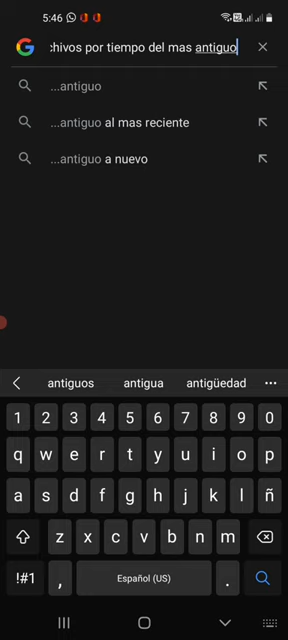 5:46
:hivos por tiempo del mas antiguo
...antiguo
...antiguo al mas reciente
...antiguo a nuevo
antiguos antigua antigüedad
1 2 3 4 5 6 7 8 9 0
q w e r t y u i o p
a s d f g h j k l ñ
z x c v b n m
!#1 , Español (US) .